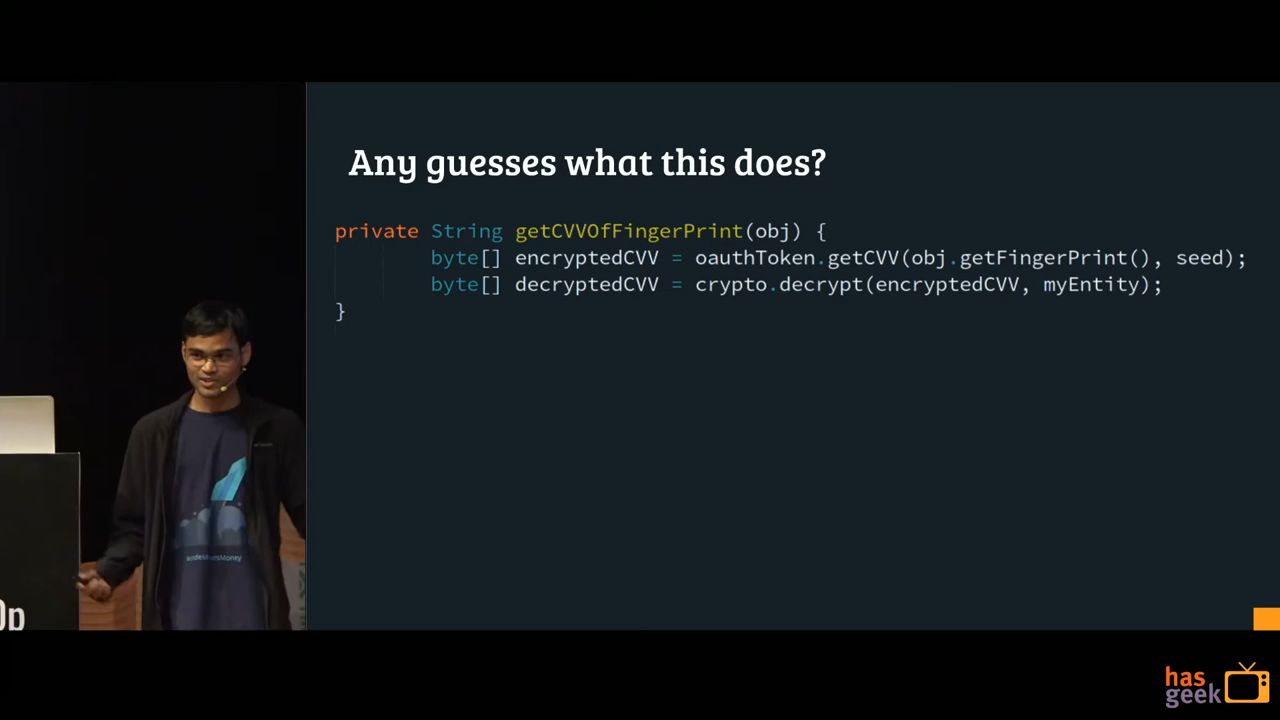 Any guesses what this does?
private String getCVVOfFingerPrint(obj) {
byte[] encryptedCVV = oauthToken.getCVV(obj.getFingerPrint(), seed);
byte[] decryptedCVV = crypto.decrypt(encryptedCVV, myEntity);
}
Op
has
geek